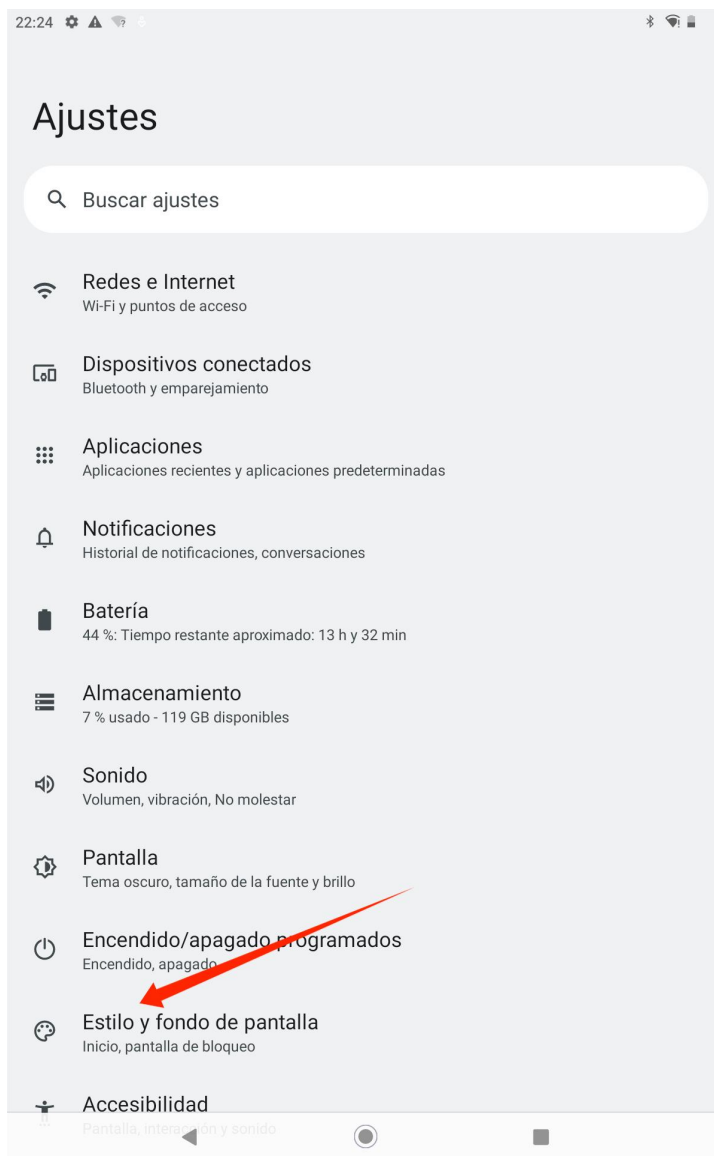 22:24
Ajustes
Buscar ajustes
Redes e Internet
Wi-Fi y puntos de acceso
Dispositivos conectados
Bluetooth y emparejamiento
Aplicaciones
Aplicaciones recientes y aplicaciones predeterminadas
Notificaciones
Historial de notificaciones, conversaciones
Batería
44 %: Tiempo restante aproximado: 13 h y 32 min
Almacenamiento
7 % usado - 119 GB disponibles
Sonido
Volumen, vibración, No molestar
Pantalla
Tema oscuro, tamaño de la fuente y brillo
Encendido/apagado programados
Encendido, apagado
Estilo y fondo de pantalla
Inicio, pantalla de bloqueo
Accesibilidad
Pantalla, interacción y sonido